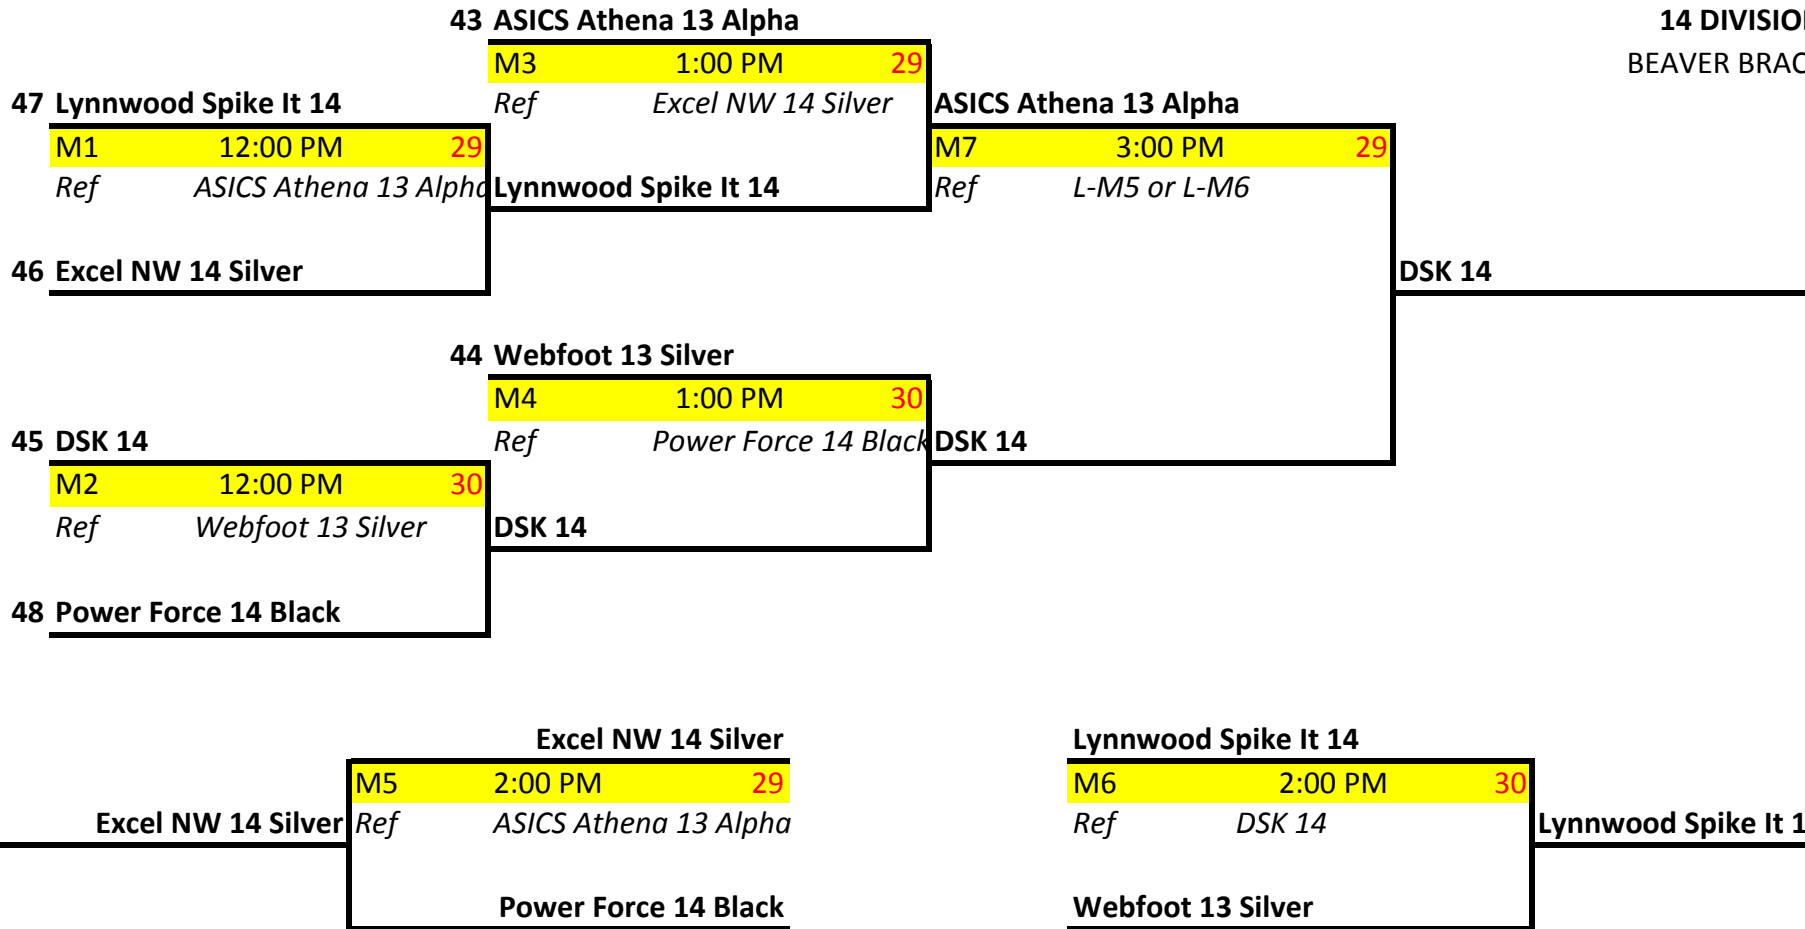 43 ASICS Athena 13 Alpha
14 DIVISIO
M3 1:00 PM 29
BEAVER BRAC
47 Lynnwood Spike It 14
Ref Excel NW 14 Silver
ASICS Athena 13 Alpha
M1 12:00 PM 29
M7 3:00 PM 29
Ref ASICS Athena 13 Alpha
Lynnwood Spike It 14
Ref L-M5 or L-M6
46 Excel NW 14 Silver
DSK 14
44 Webfoot 13 Silver
M4 1:00 PM 30
45 DSK 14
Ref Power Force 14 Black
DSK 14
M2 12:00 PM 30
Ref Webfoot 13 Silver
DSK 14
48 Power Force 14 Black
Excel NW 14 Silver
Lynnwood Spike It 14
M5 2:00 PM 29
M6 2:00 PM 30
Excel NW 14 Silver
Ref ASICS Athena 13 Alpha
Ref DSK 14
Lynnwood Spike It 1
Power Force 14 Black
Webfoot 13 Silver